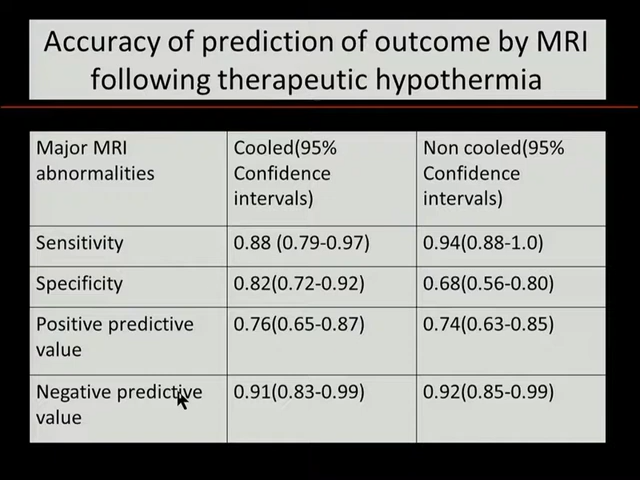 Accuracy of prediction of outcome by MRI
following therapeutic hypothermia
Major MRI
abnormalities
Cooled(95%
Confidence
intervals)
Non cooled(95%
Confidence
intervals)
Sensitivity
0.88 (0.79-0.97)
0.94(0.88-1.0)
Specificity
0.82(0.72-0.92)
0.68(0.56-0.80)
Positive predictive
value
0.76(0.65-0.87)
0.74(0.63-0.85)
Negative predictive
value
0.91(0.83-0.99)
0.92(0.85-0.99)